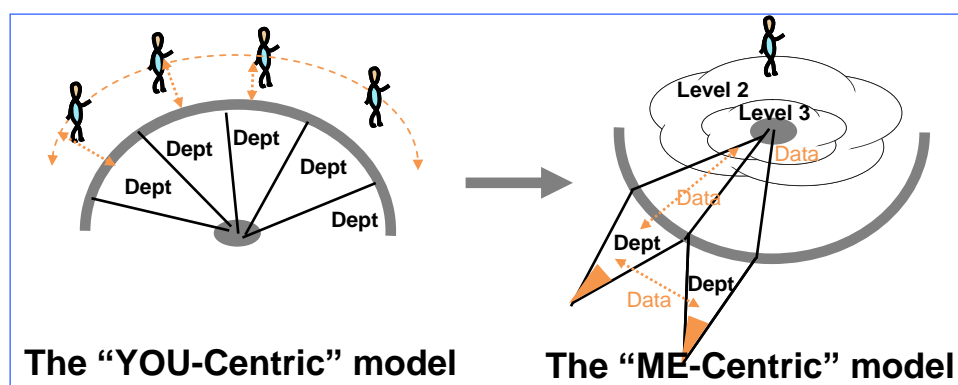 Dept
Dept
Dept
Dept
Dept
The “YOU-Centric” model
Level 2
Level 3
Data
Data
Dept
Dept
Data
The “ME-Centric” model